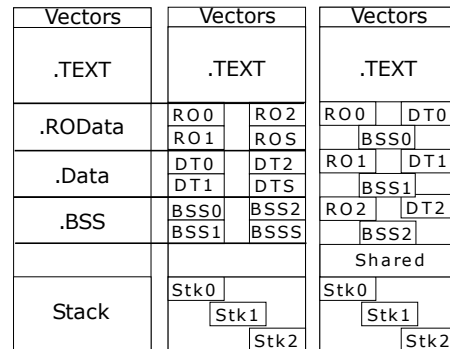 Vectors Vectors Vectors
.TEXT .TEXT .TEXT
.ROData RO0 RO2 RO0 DT0
RO1 ROS BSS0
.Data DT0 DT2 RO1 DT1
DT1 DTS BSS1
.BSS BSS0 BSS2 RO2 DT2
BSS1 BSSS BSS2
Shared
Stk0 Stk0
Stack Stk1 Stk1
Stk2 Stk2